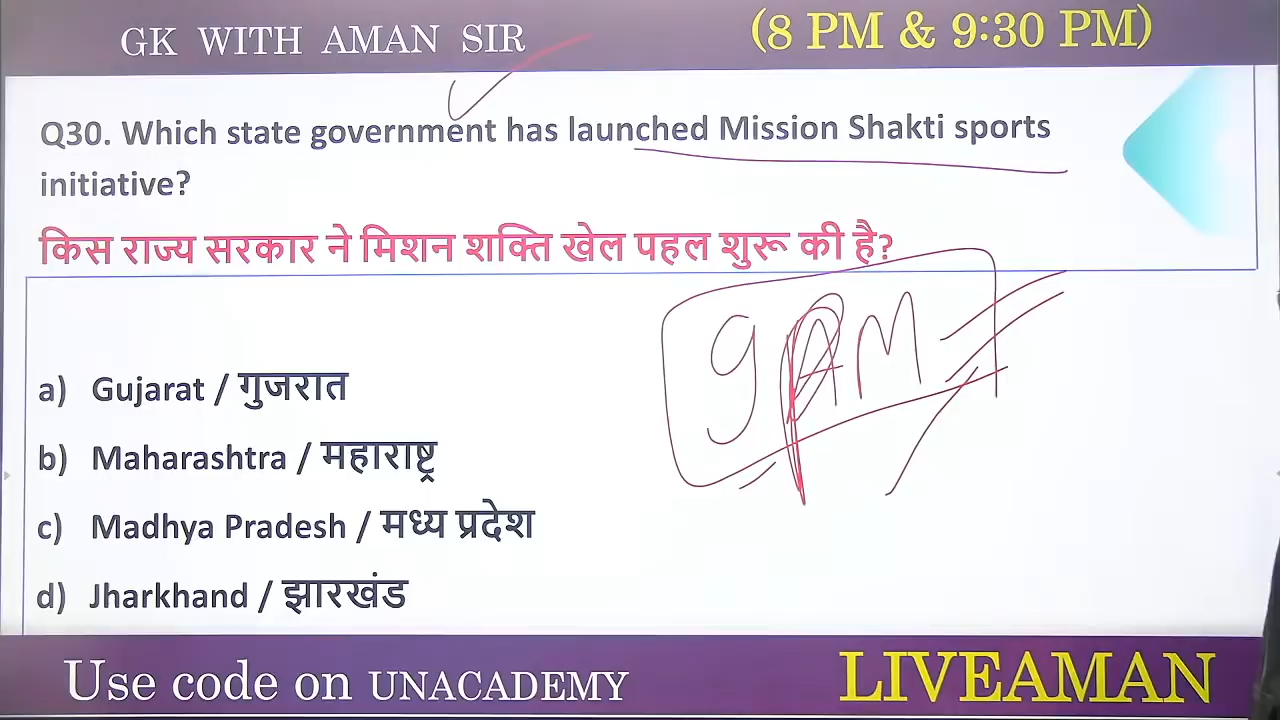 GK WITH AMAN SIR
(8 PM & 9:30 PM)
Q30. Which state government has launched Mission Shakti sports
initiative?
किस राज्य सरकार ने मिशन शक्ति खेल पहल शुरू की है?
9 AM
a) Gujarat / गुजरात
b) Maharashtra / महाराष्ट्र
c) Madhya Pradesh / मध्य प्रदेश
d) Jharkhand / झारखंड
Use code on UNACADEMY
LIVEAMAN